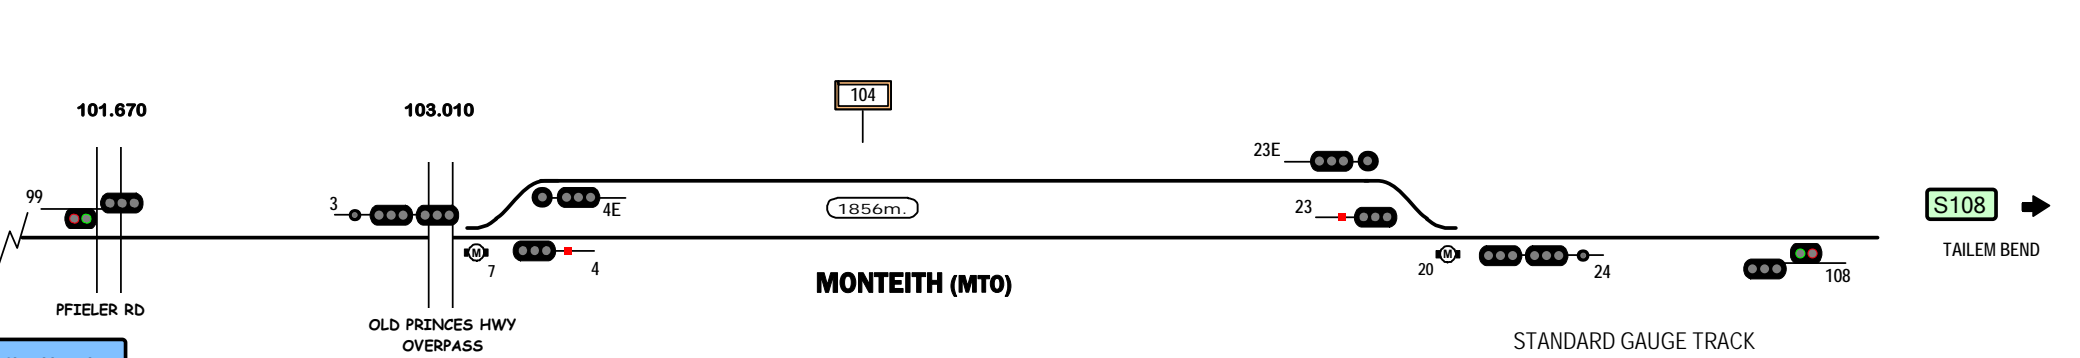 101.670
103.010
104
99
3
4E
1856m.
23E
23
S108
TAILEM BEND
M
7
4
MONTEITH (MTO)
20
M
24
108
PFIELER RD
OLD PRINCES HWY
OVERPASS
STANDARD GAUGE TRACK